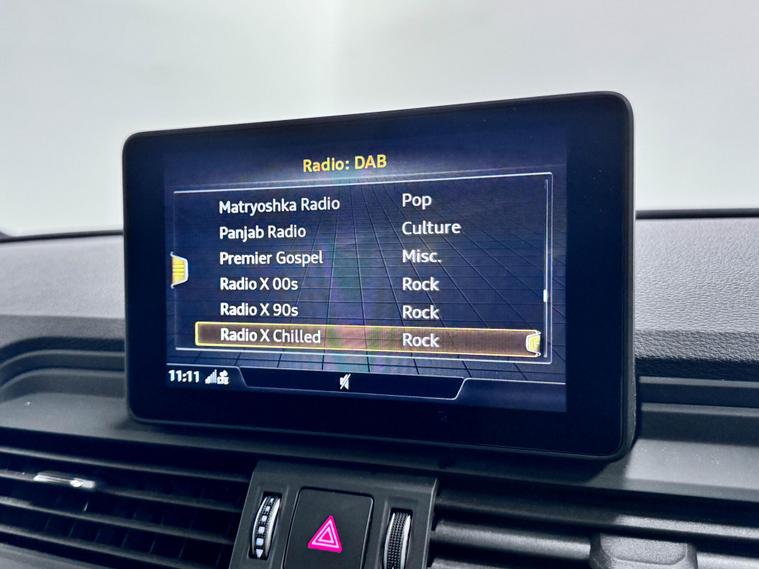 Radio: DAB
Matryoshka Radio Pop
Panjab Radio Culture
Premier Gospel Misc.
Radio X 00s Rock
Radio X 90s Rock
Radio X Chilled Rock
11:11